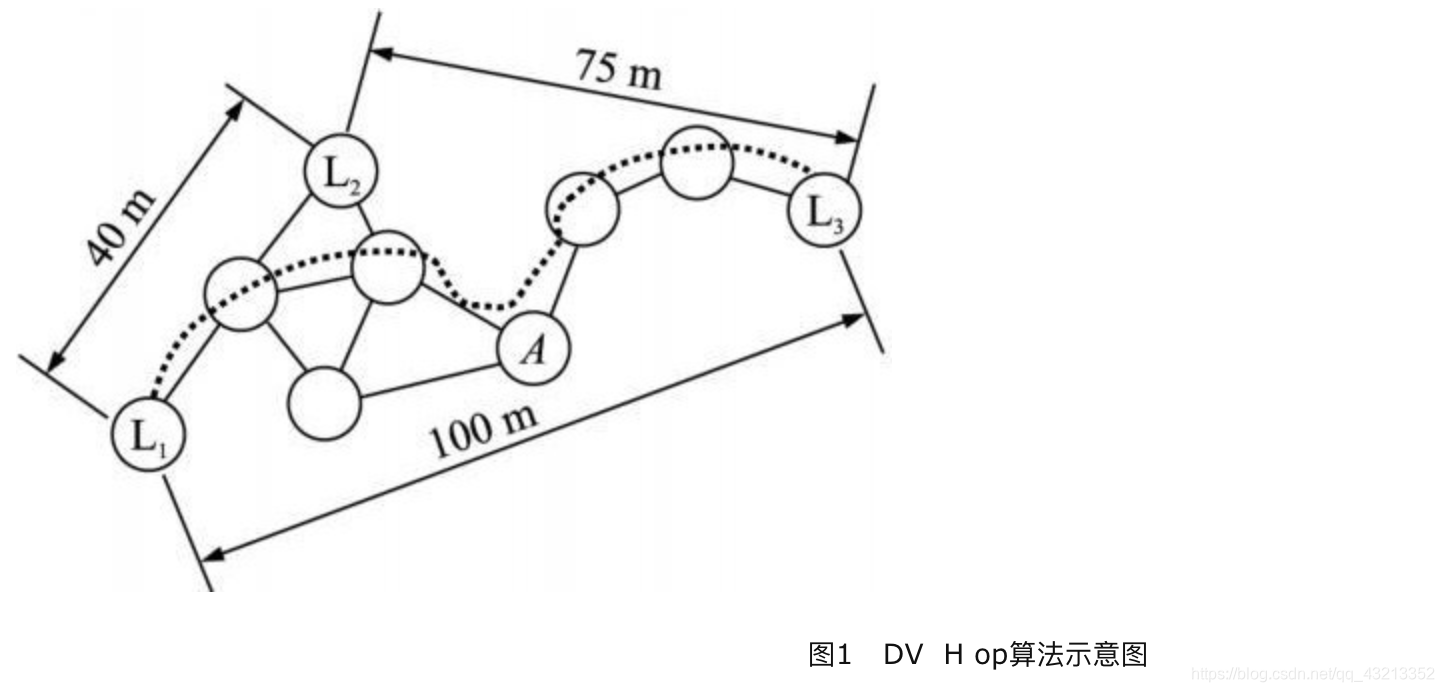 75 m
40 m
L₂
L₃
A
L₁
100 m
图1 DV H op算法示意图
https://blog.csdn.net/qq_43213352